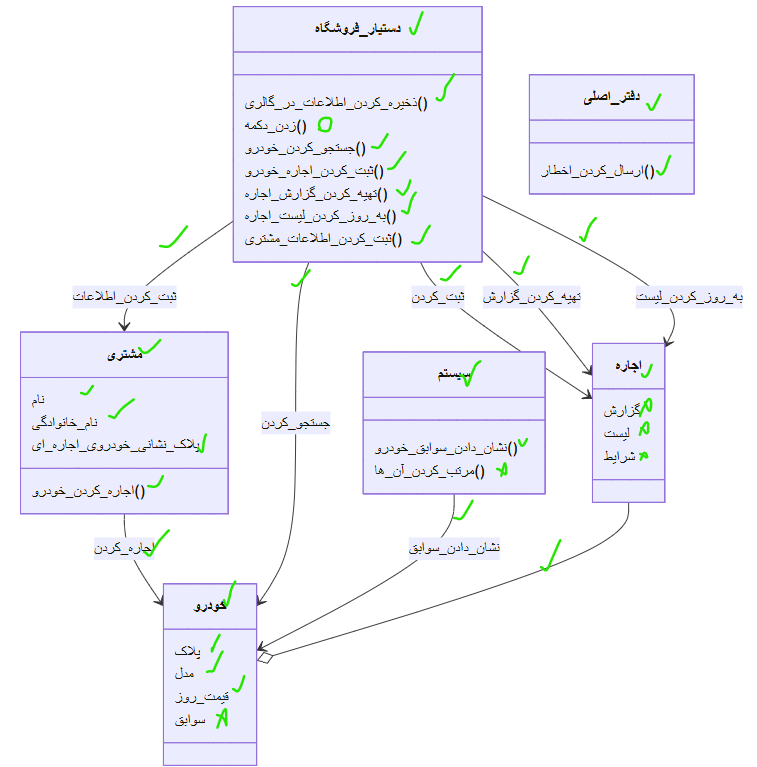 دستیار_فروشگاه
ذخیره_کردن_اطلاعات_در_گالری()
زدن_دکمه()
جستجو_کردن_خودرو()
ثبت_کردن_اجاره_خودرو()
تهیه_کردن_گزارش_اجاره()
به_روز_کردن_لیست_اجاره()
ثبت_کردن_اطلاعات_مشتری()
دفتر_اصلی
ارسال_کردن_اخطار()
ثبت_کردن_اطلاعات
ثبت_کردن
تهیه_کردن_گزارش
به_روز_کردن_لیست
مشتری
نام
نام_خانوادگی
پلاک_نشانی_خودروی_اجاره_ای
اجاره_کردن_خودرو()
جستجو_کردن
سیستم
نشان_دادن_سوابق_خودرو()
مرتب_کردن_آن_ها()
اجاره
گزارش
لیست
شرایط
اجاره_کردن
نشان_دادن_سوابق
خودرو
پلاک
مدل
قیمت_روز
سوابق